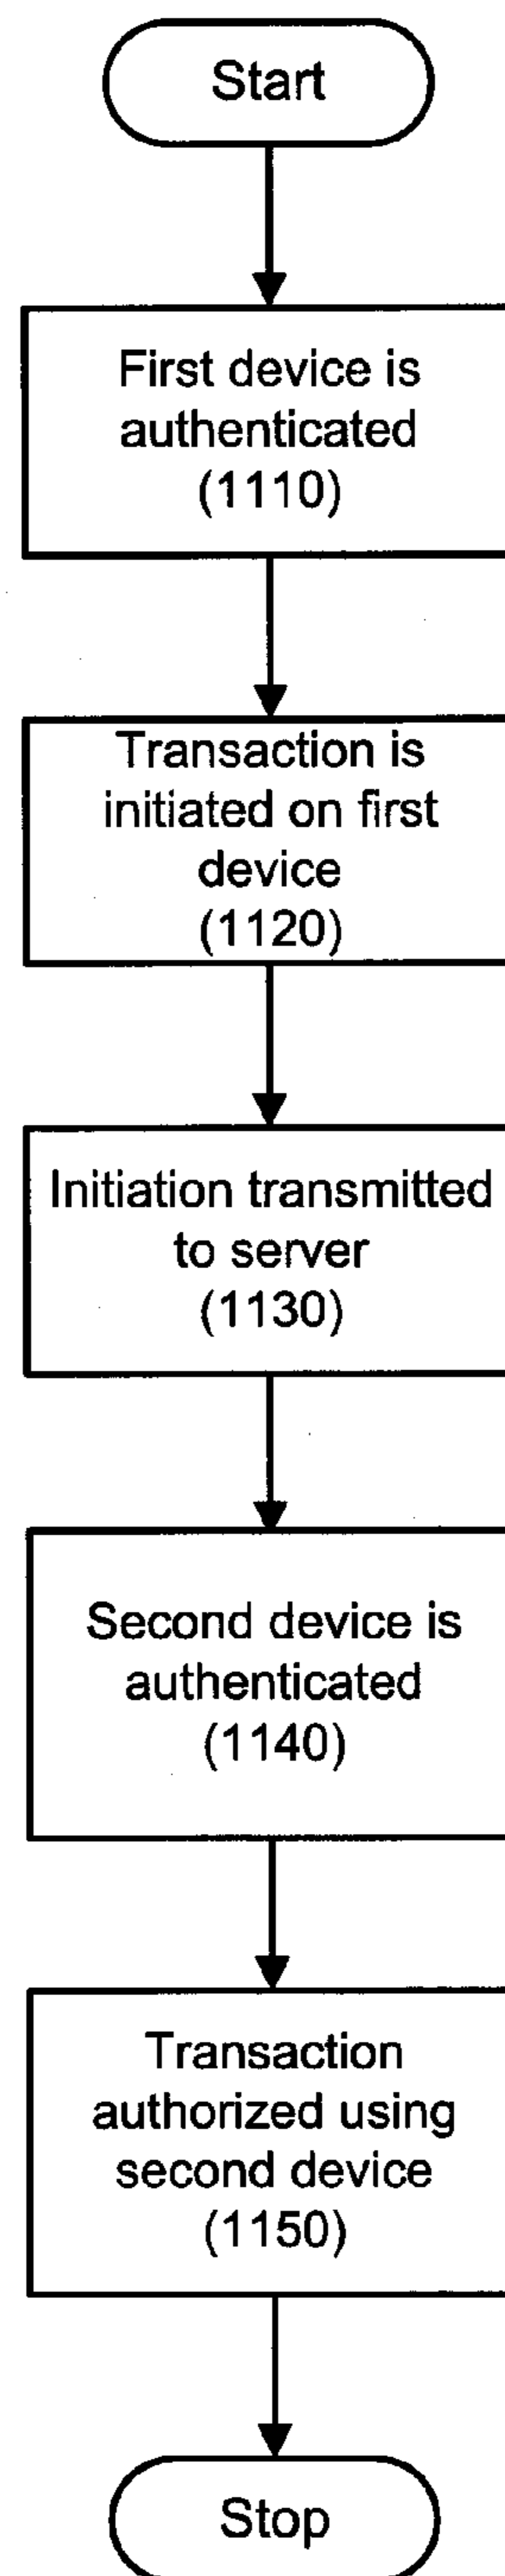 Start
First device is
authenticated
(1110)
Transaction is
initiated on first
device
(1120)
Initiation transmitted
to server
(1130)
Second device is
authenticated
(1140)
Transaction
authorized using
second device
(1150)
Stop